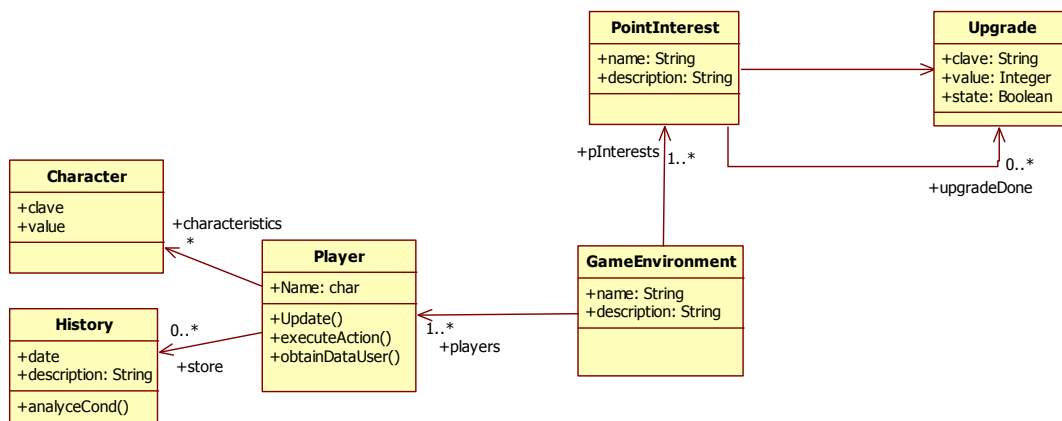 PointInterest
+name: String
+description: String
Upgrade
+clave: String
+value: Integer
+state: Boolean
+pInterests
1..*
0..*
+upgradeDone
Character
+clave
+value
+characteristics
*
Player
+Name: char
+Update()
+executeAction()
+obtainDataUser()
GameEnvironment
+name: String
+description: String
History
+date
+description: String
+analyceCond()
0..*
+store
1..*
+players